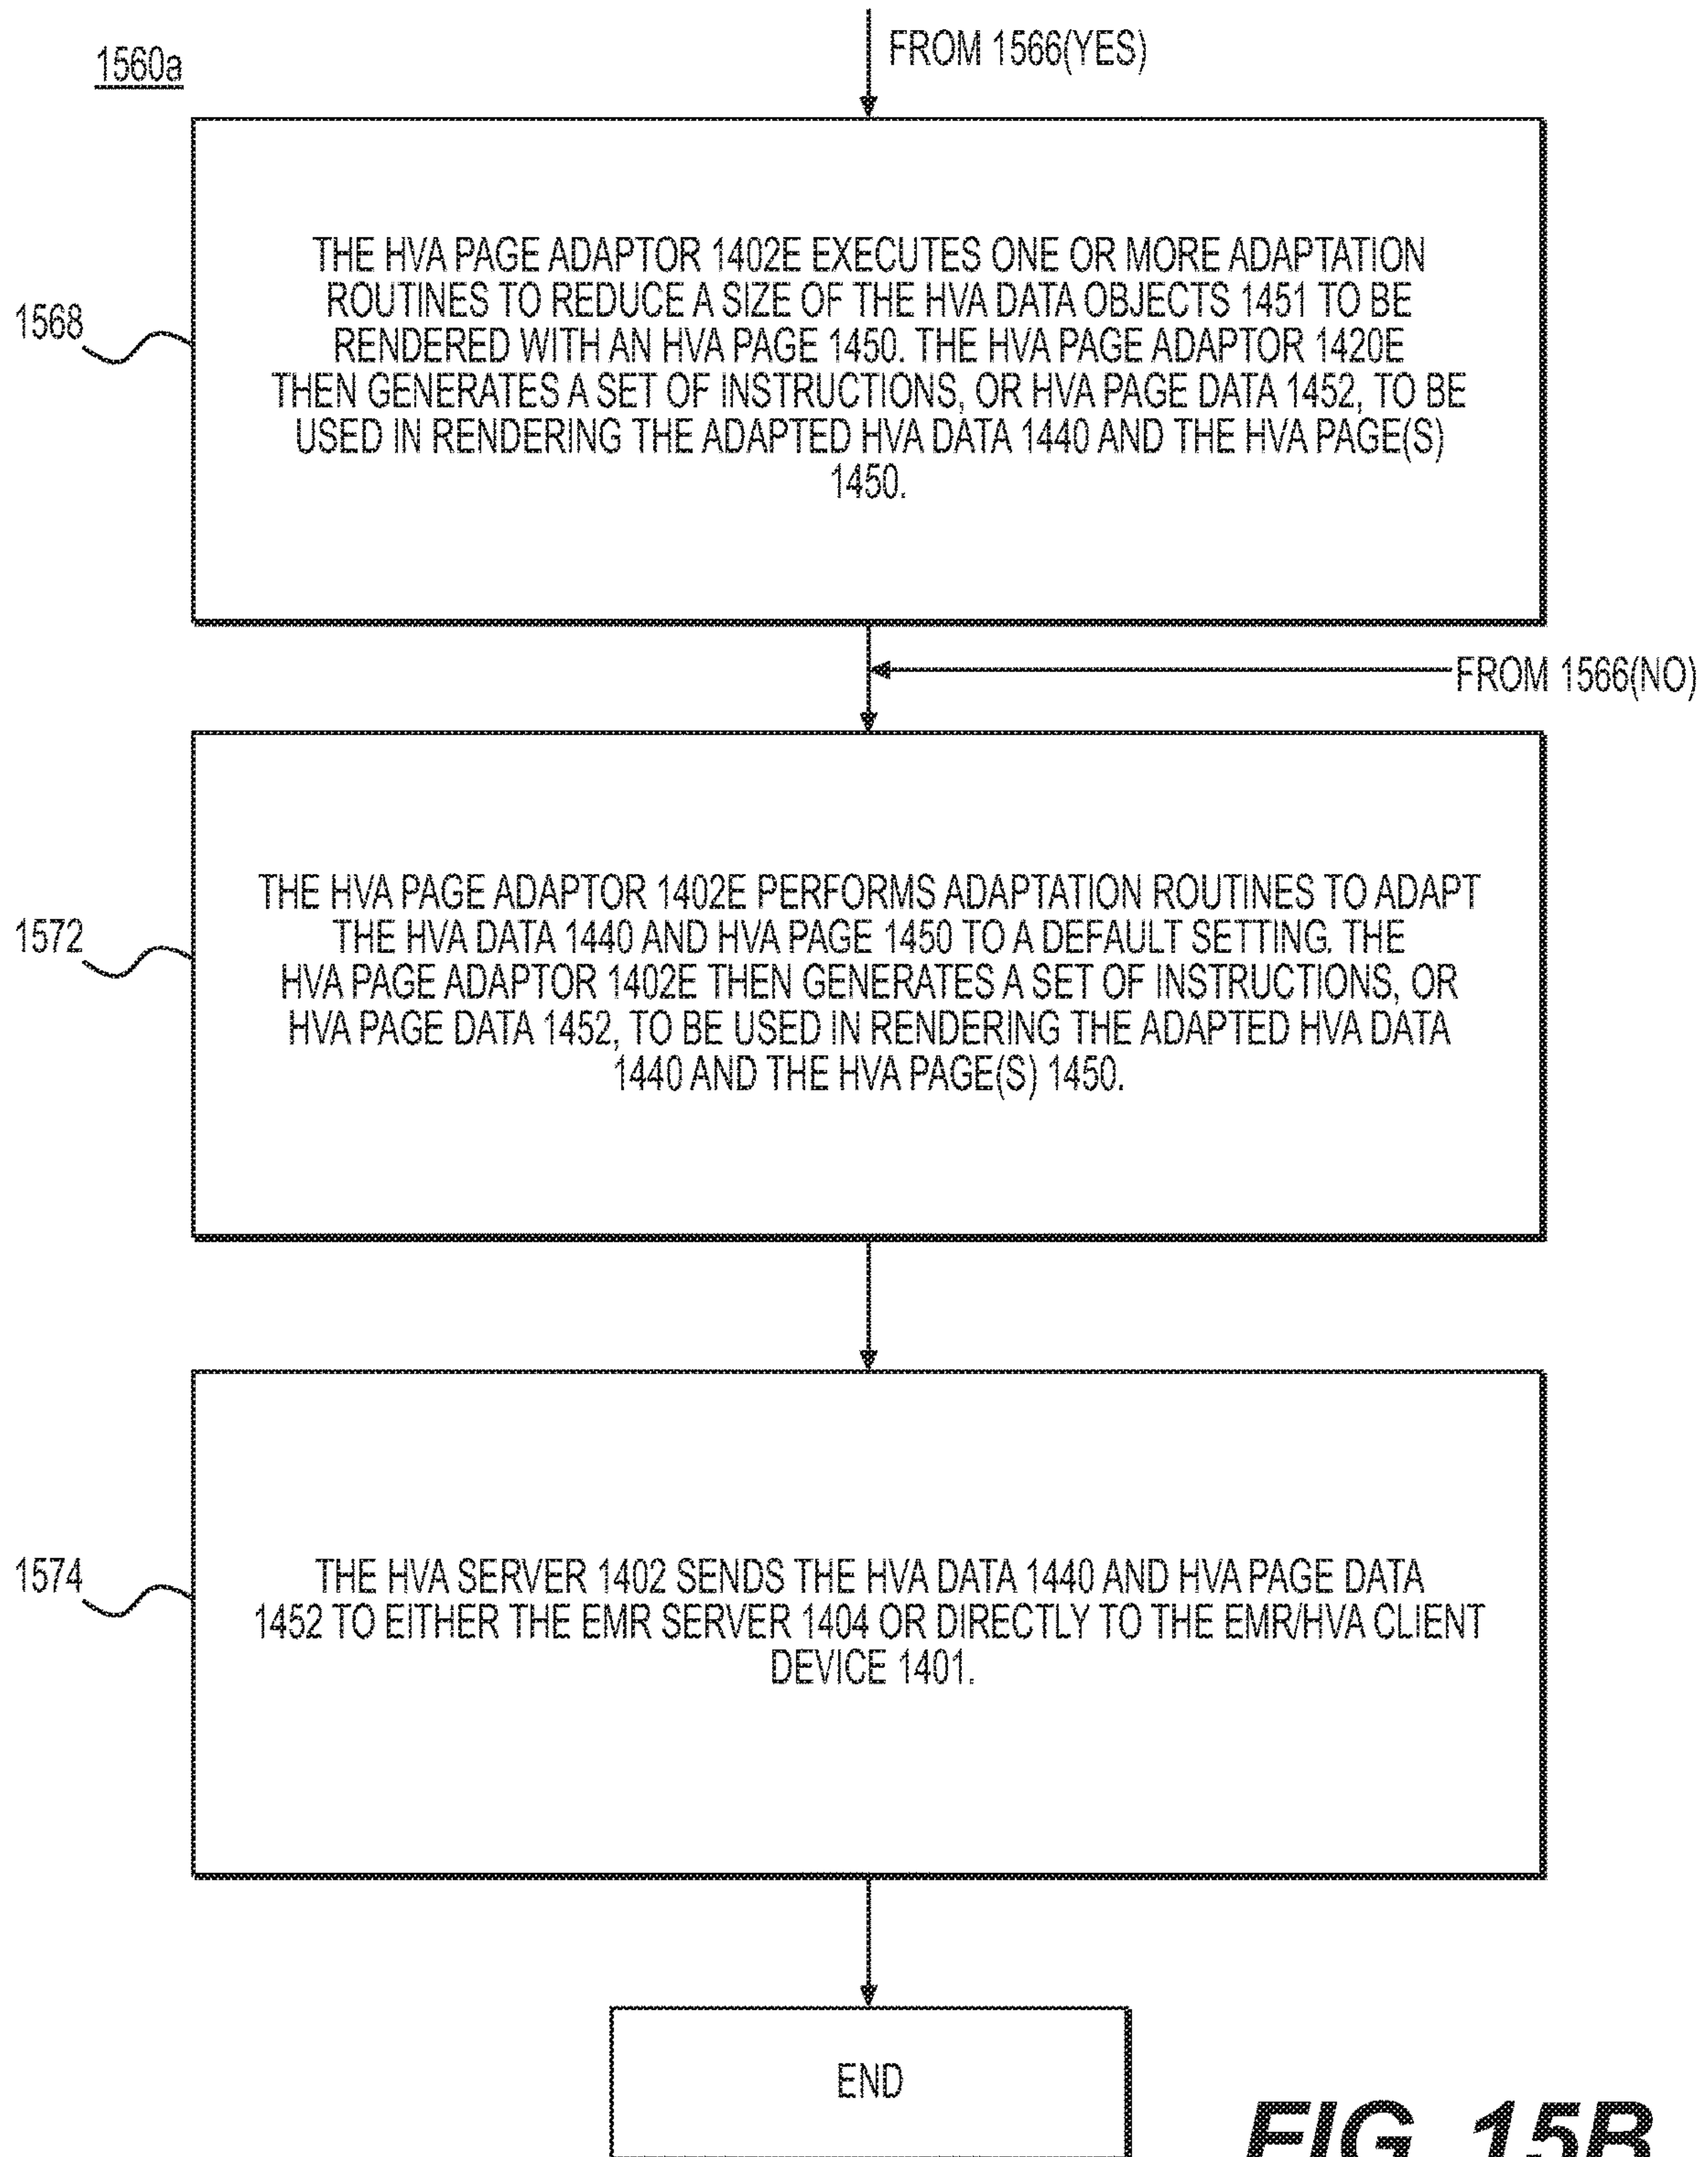 1560a
FROM 1566(YES)
1568
THE HVA PAGE ADAPTOR 1402E EXECUTES ONE OR MORE ADAPTATION
ROUTINES TO REDUCE A SIZE OF THE HVA DATA OBJECTS 1451 TO BE
RENDERED WITH AN HVA PAGE 1450. THE HVA PAGE ADAPTOR 1420E
THEN GENERATES A SET OF INSTRUCTIONS, OR HVA PAGE DATA 1452, TO BE
USED IN RENDERING THE ADAPTED HVA DATA 1440 AND THE HVA PAGE(S)
1450.
FROM 1566(NO)
1572
THE HVA PAGE ADAPTOR 1402E PERFORMS ADAPTATION ROUTINES TO ADAPT
THE HVA DATA 1440 AND HVA PAGE 1450 TO A DEFAULT SETTING. THE
HVA PAGE ADAPTOR 1402E THEN GENERATES A SET OF INSTRUCTIONS, OR
HVA PAGE DATA 1452, TO BE USED IN RENDERING THE ADAPTED HVA DATA
1440 AND THE HVA PAGE(S) 1450.
1574
THE HVA SERVER 1402 SENDS THE HVA DATA 1440 AND HVA PAGE DATA
1452 TO EITHER THE EMR SERVER 1404 OR DIRECTLY TO THE EMR/HVA CLIENT
DEVICE 1401.
END
FIG. 15B